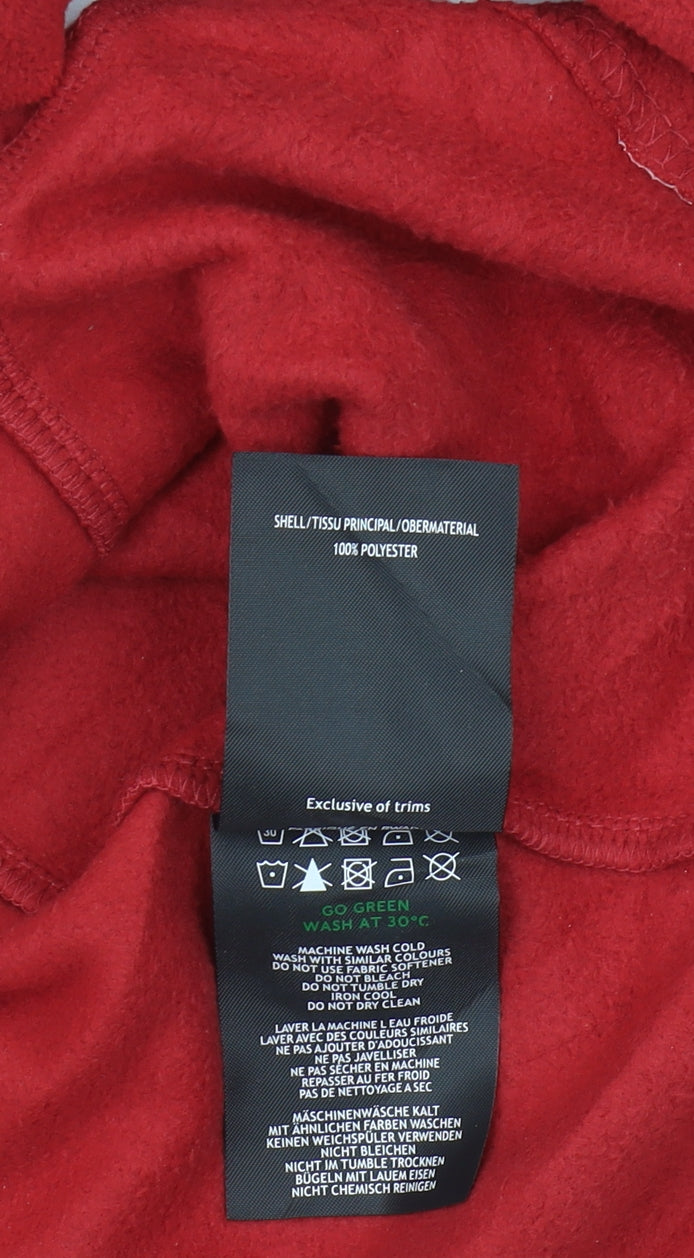 SHELL/TISSU PRINCIPAL/OBERMATERIAL
100% POLYESTER
Exclusive of trims
30
GO GREEN
WASH AT 30°C
MACHINE WASH COLD
WASH WITH SIMILAR COLOURS
DO NOT USE FABRIC SOFTENER
DO NOT BLEACH
DO NOT TUMBLE DRY
IRON COOL
DO NOT DRY CLEAN
LAVER LA MACHINE L EAU FROIDE
LAVER AVEC DES COULEURS SIMILAIRES
NE PAS AJOUTER D'ADOUCISSANT
NE PAS JAVELLISER
NE PAS SÈCHER EN MACHINE
REPASSER AU FER FROID
PAS DE NETTOYAGE A SEC
MÄSCHINENWÄSCHE KALT
MIT ÄHNLICHEN FARBEN WASCHEN
KEINEN WEICHSPÜLER VERWENDEN
NICHT BLEICHEN
NICHT IM TUMBLE TROCKNEN
BÜGELN MIT LAUEM EISEN
NICHT CHEMISCH REINIGEN